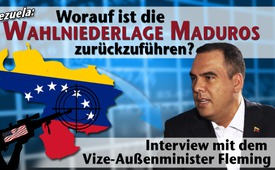 ezuela:
Worauf ist die
WAHLNIEDERLAGE MADUROS
zurückzuführen?
Interview mit dem
Vize-Außenminister Fleming